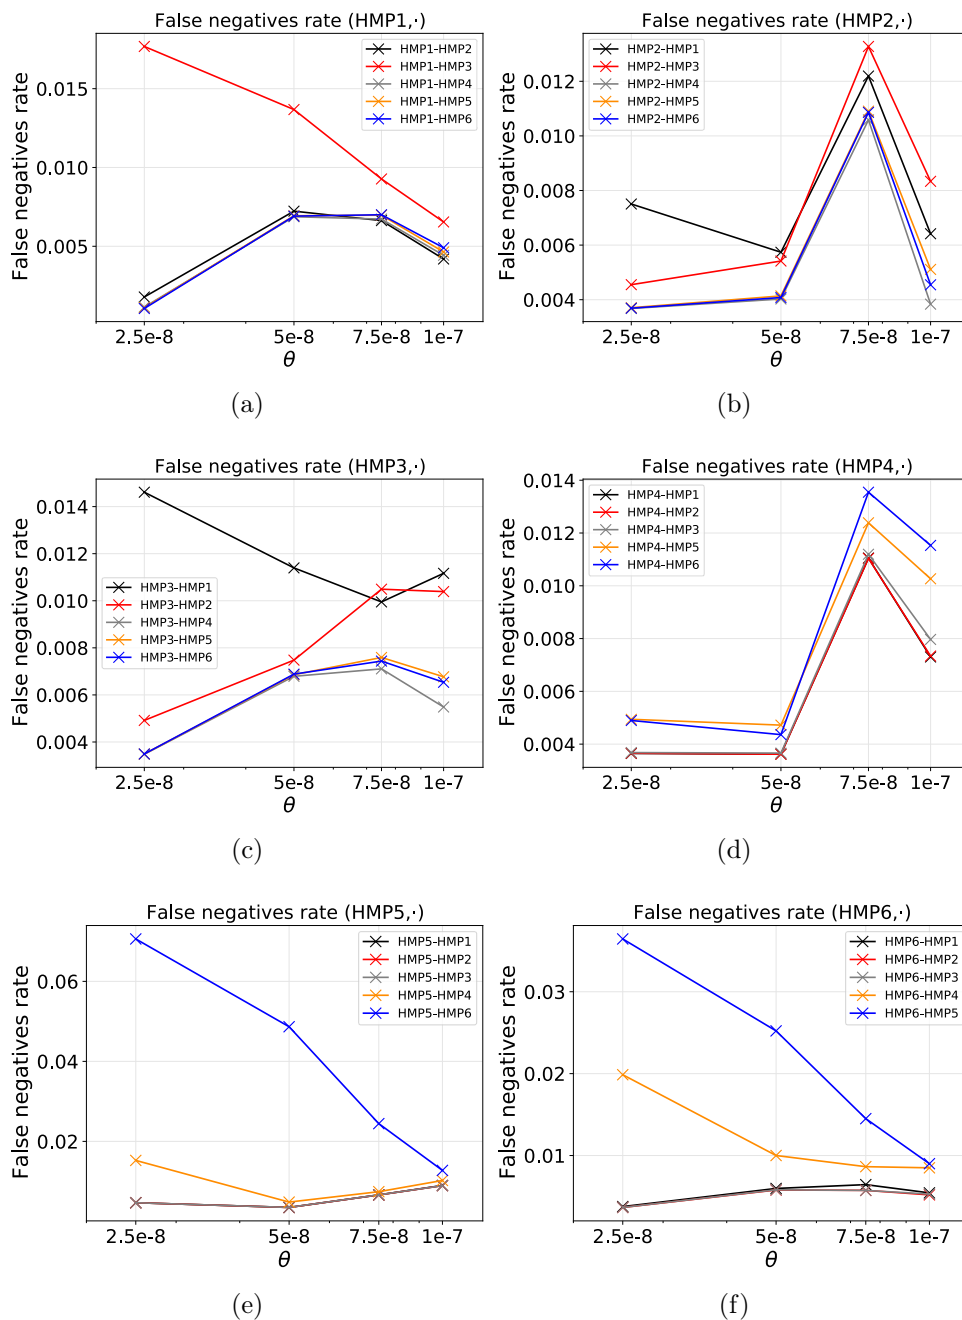 False negatives rate (HMP1,·)
False negatives rate
0.015
0.010
0.005
HMP1-HMP2
HMP1-HMP3
HMP1-HMP4
HMP1-HMP5
HMP1-HMP6
2.5e-8
5e-8
7.5e-8
1e-7
θ
(a)
False negatives rate (HMP2,·)
False negatives rate
0.012
0.010
0.008
0.006
0.004
HMP2-HMP1
HMP2-HMP3
HMP2-HMP4
HMP2-HMP5
HMP2-HMP6
2.5e-8
5e-8
7.5e-8
1e-7
θ
(b)
False negatives rate (HMP3,·)
False negatives rate
0.014
0.012
0.010
0.008
0.006
0.004
HMP3-HMP1
HMP3-HMP2
HMP3-HMP4
HMP3-HMP5
HMP3-HMP6
2.5e-8
5e-8
7.5e-8
1e-7
θ
(c)
False negatives rate (HMP4,·)
False negatives rate
0.014
0.012
0.010
0.008
0.006
0.004
HMP4-HMP1
HMP4-HMP2
HMP4-HMP3
HMP4-HMP5
HMP4-HMP6
2.5e-8
5e-8
7.5e-8
1e-7
θ
(d)
False negatives rate (HMP5,·)
False negatives rate
0.06
0.04
0.02
HMP5-HMP1
HMP5-HMP2
HMP5-HMP3
HMP5-HMP4
HMP5-HMP6
2.5e-8
5e-8
7.5e-8
1e-7
θ
(e)
False negatives rate (HMP6,·)
False negatives rate
0.03
0.02
0.01
HMP6-HMP1
HMP6-HMP2
HMP6-HMP3
HMP6-HMP4
HMP6-HMP5
2.5e-8
5e-8
7.5e-8
1e-7
θ
(f)